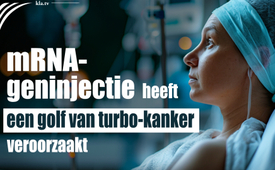 kla.tv
mRNA-
geninjectie heeft
een golf van turbo-kanker
veroorzaakt